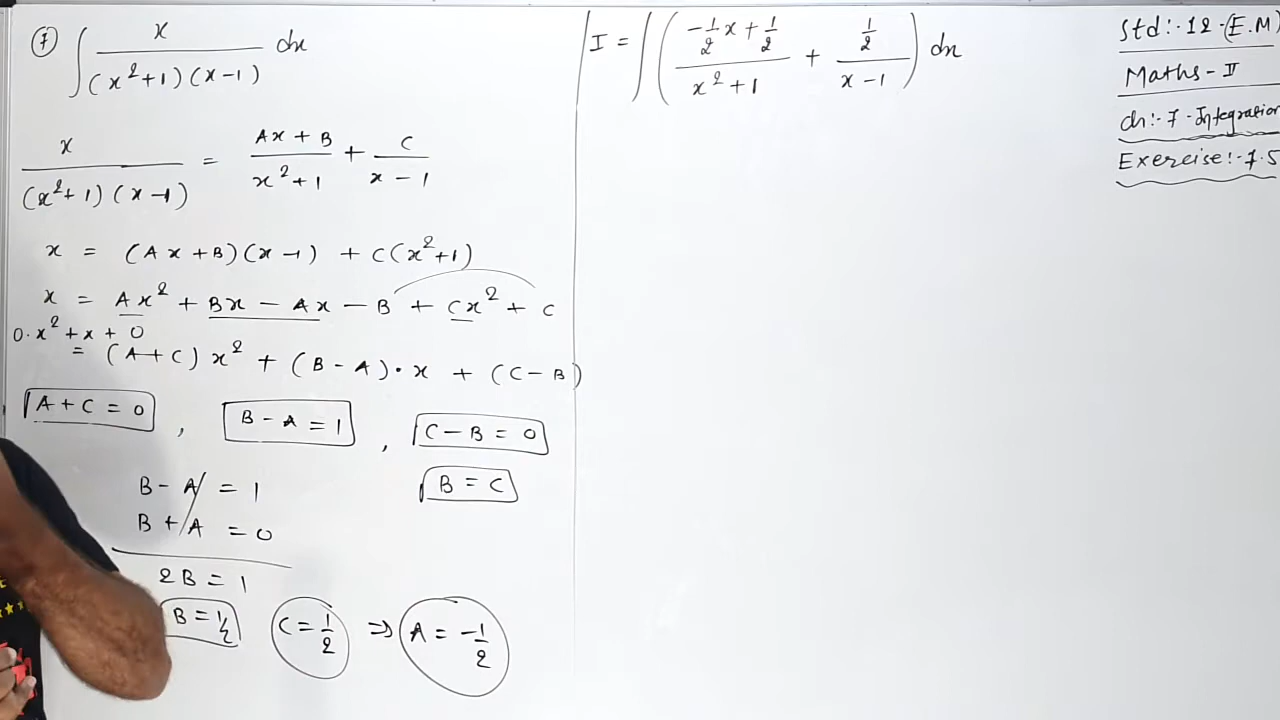 (7) ∫ x / ((x²+1)(x-1)) dx
x / ((x²+1)(x-1)) = (Ax+B)/(x²+1) + C/(x-1)
x = (Ax+B)(x-1) + C(x²+1)
x = Ax² + Bx - Ax - B + Cx² + C
0·x² + x + 0
= (A+C)x² + (B-A)·x + (C-B)
A+C=0, B-A=1, C-B=0
B=C
B-A=1
B+A=0
2B=1
B=1/2 C=1/2 ⇒ A=-1/2
I = ∫ ( (-1/2 x + 1/2)/(x²+1) + (1/2)/(x-1) ) dx
Std:-12-(E.M)
Maths-II
ch:-7-Integration
Exercise:-7.5